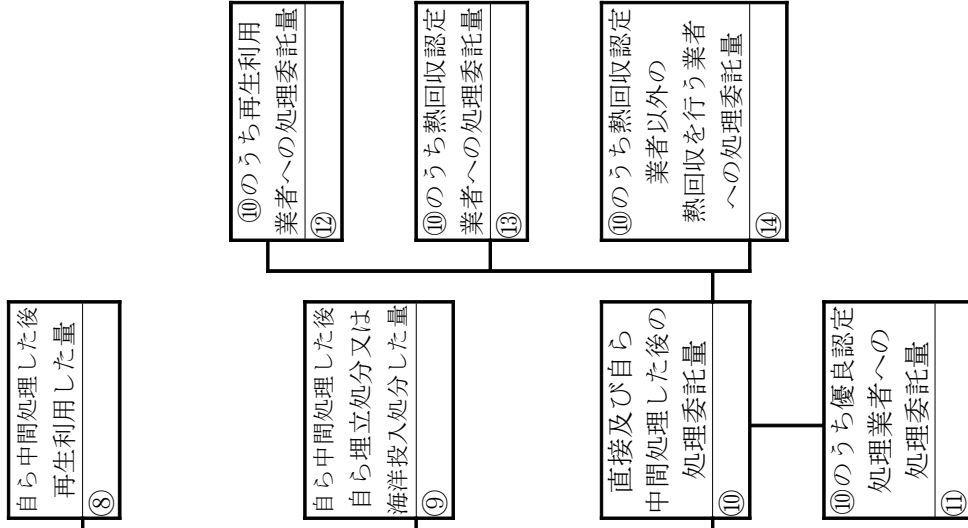 自ら中間処理した後
再生利用した量
⑧
自ら中間処理した後
自ら埋立処分又は
海洋投入処分した量
⑨
直接及び自ら
中間処理した後の
処理委託量
⑩
⑩のうち優良認定
処理業者への
処理委託量
⑪
⑩のうち再生利用
業者への処理委託量
⑫
⑩のうち熱回収認定
業者への処理委託量
⑬
⑩のうち熱回収認定
業者以外の
熱回収を行う業者
への処理委託量
⑭